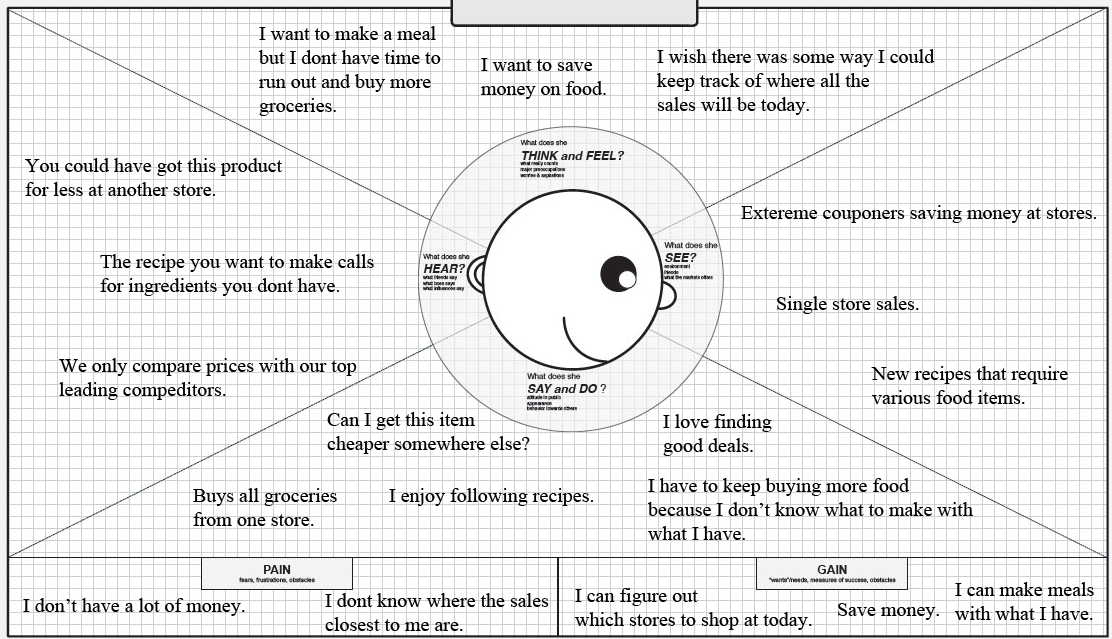 I want to make a meal
but I dont have time to
run out and buy more
groceries.
I want to save
money on food.
I wish there was some way I could
keep track of where all the
sales will be today.
What does she
THINK and FEEL?
what really counts
major preoccupations
worries & aspirations
You could have got this product
for less at another store.
The recipe you want to make calls
for ingredients you dont have.
We only compare prices with our top
leading compeditors.
What does she
HEAR?
what friends say
what boss says
what influencers say
What does she
SEE?
environment
friends
what the markets offers
Extereme couponers saving money at stores.
Single store sales.
New recipes that require
various food items.
What does she
SAY and DO ?
attitude in public
appearance
behavior towards others
Can I get this item
cheaper somewhere else?
I love finding
good deals.
Buys all groceries
from one store.
I enjoy following recipes.
I have to keep buying more food
because I don’t know what to make with
what I have.
PAIN
fears, frustrations, obstacles
I don’t have a lot of money.
I dont know where the sales
closest to me are.
GAIN
"wants"/needs, measures of success, obstacles
I can figure out
which stores to shop at today.
Save money.
I can make meals
with what I have.